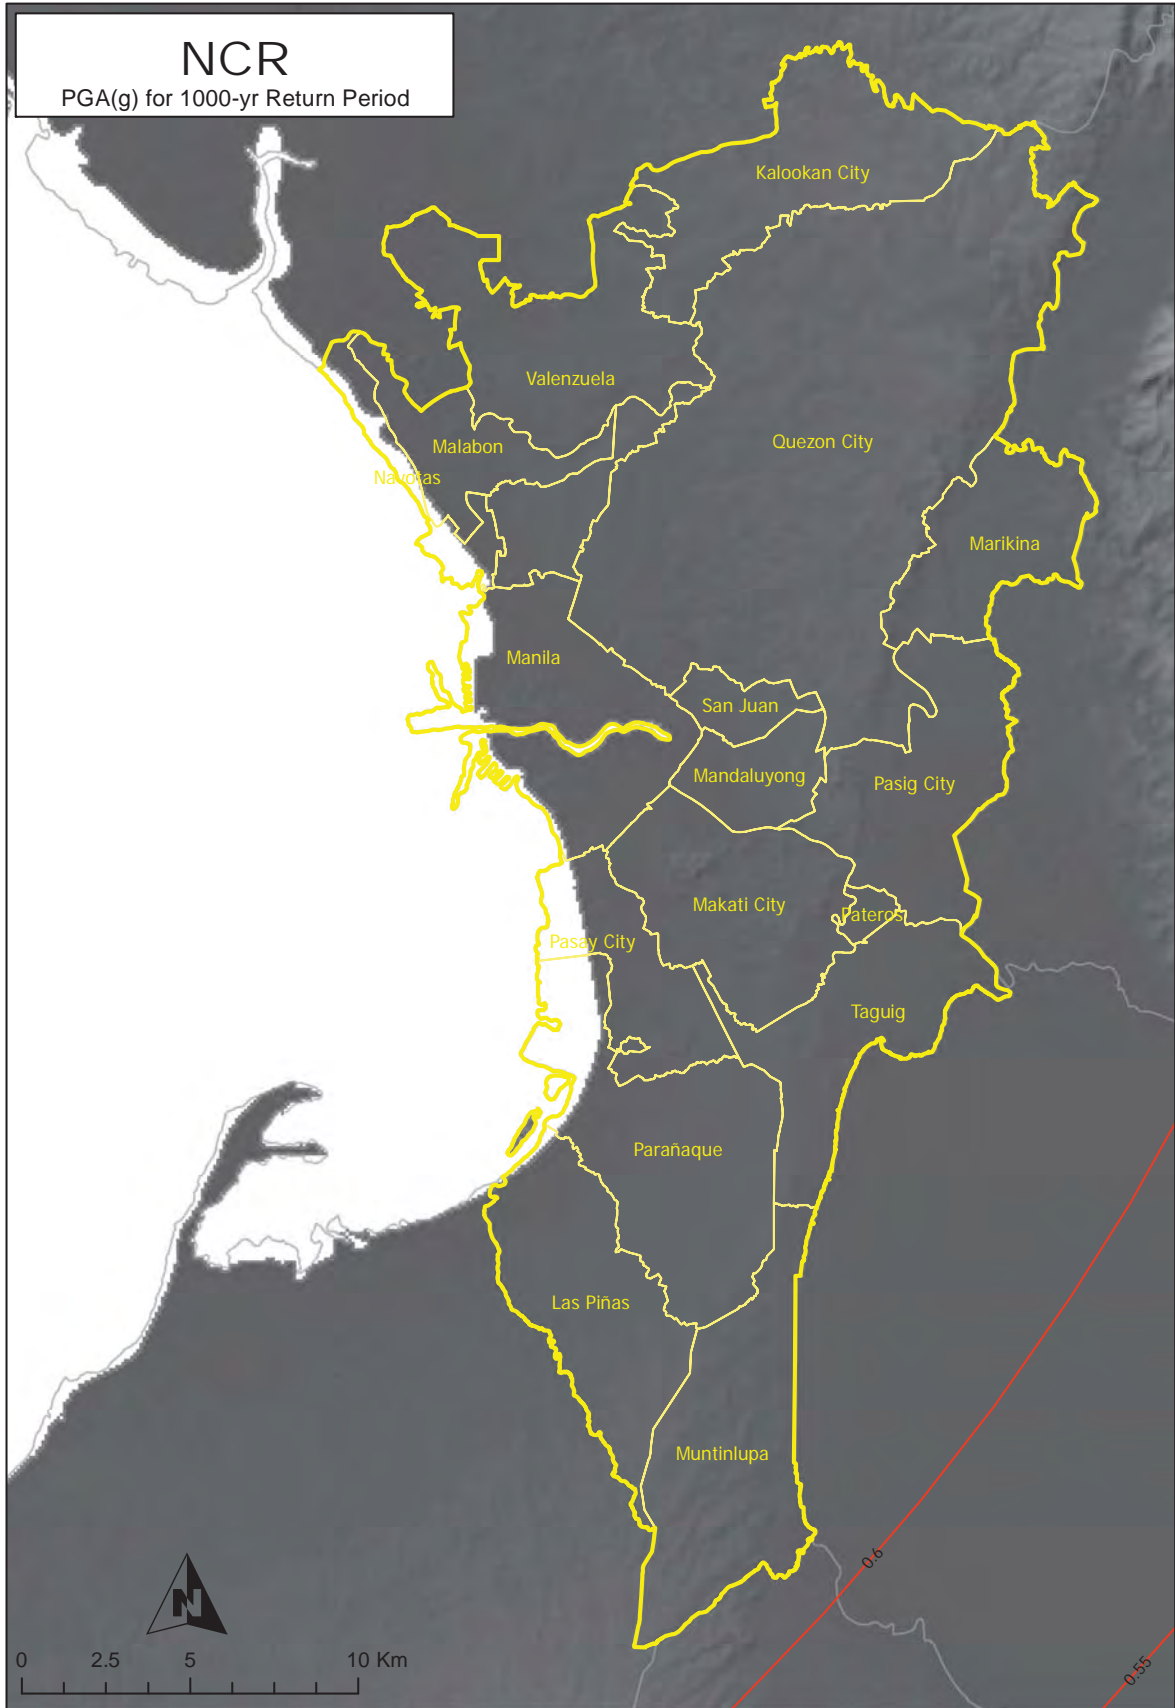 NCR
PGA(g) for 1000-yr Return Period
Kalookan City
Valenzuela
Quezon City
Malabon
Navotas
Marikina
Manila
San Juan
Mandaluyong
Pasig City
Makati City
Pateros
Pasay City
Taguig
Parañaque
Las Piñas
Muntinlupa
0.6
N
0 2.5 5 10 Km
0.55